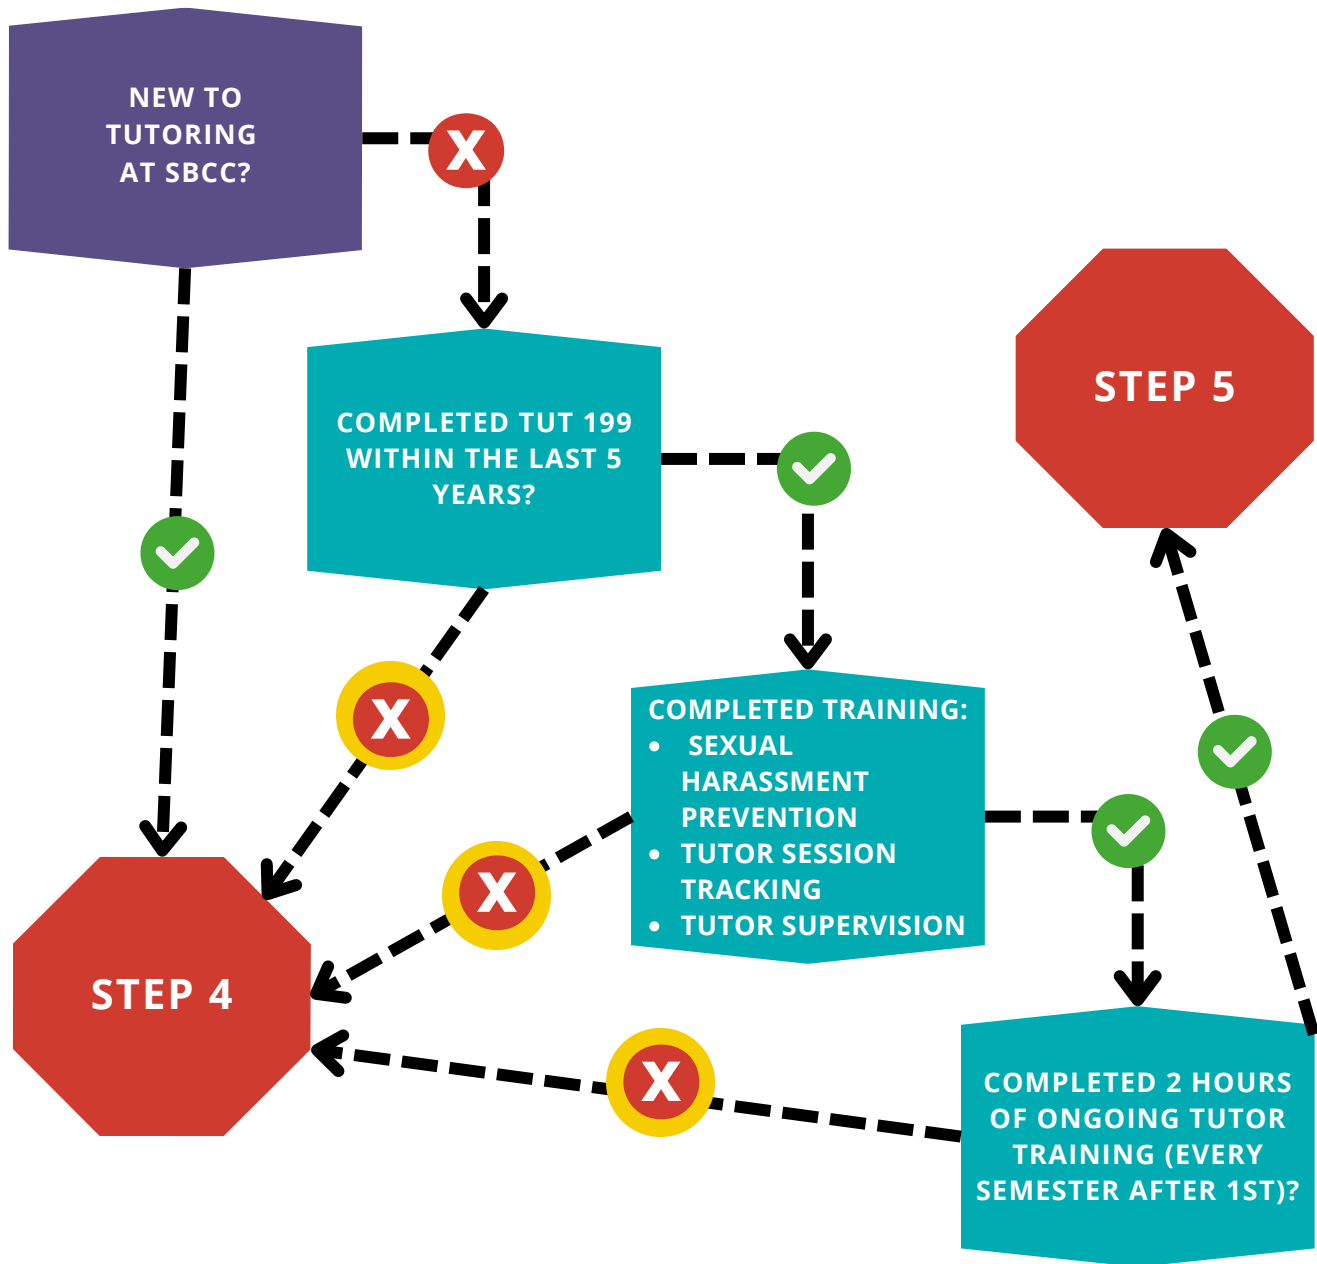 NEW TO
TUTORING
AT SBCC?
X
COMPLETED TUT 199
WITHIN THE LAST 5
YEARS?
STEP 5
X
COMPLETED TRAINING:
• SEXUAL
HARASSMENT
PREVENTION
• TUTOR SESSION
TRACKING
• TUTOR SUPERVISION
X
STEP 4
X
COMPLETED 2 HOURS
OF ONGOING TUTOR
TRAINING (EVERY
SEMESTER AFTER 1ST)?